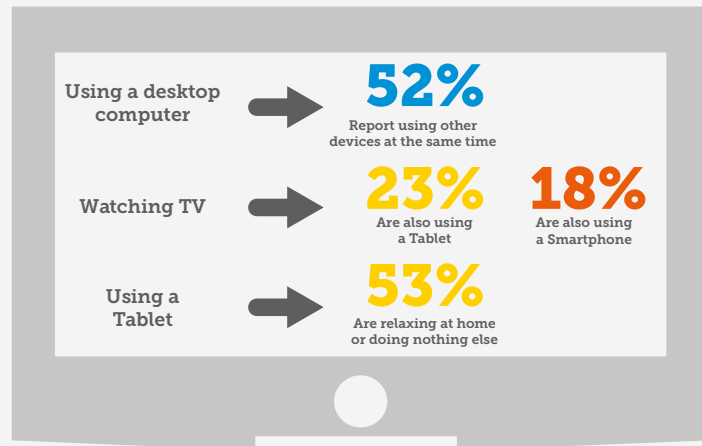 Using a desktop
computer
52%
Report using other
devices at the same time
Watching TV
23%
Are also using
a Tablet
18%
Are also using
a Smartphone
Using a
Tablet
53%
Are relaxing at home
or doing nothing else